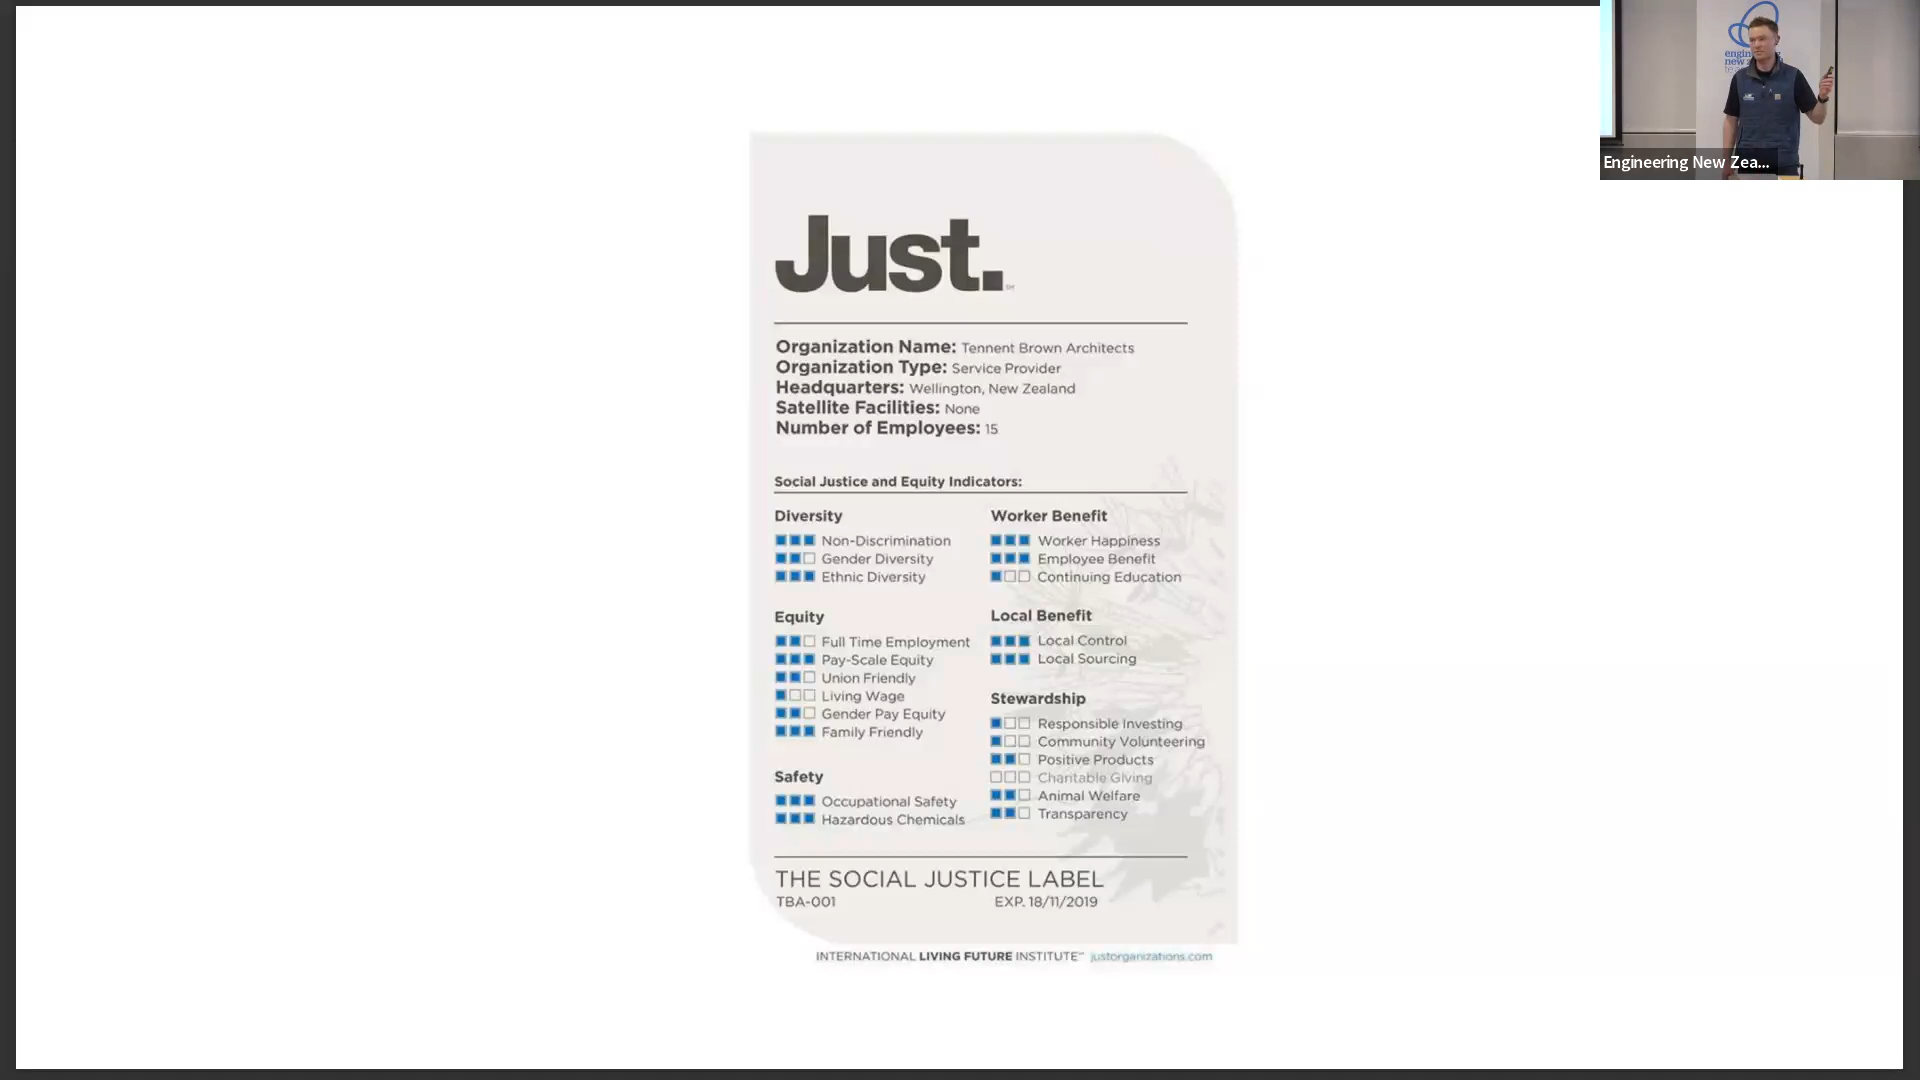 Just.
Organization Name: Tennent Brown Architects
Organization Type: Service Provider
Headquarters: Wellington, New Zealand
Satellite Facilities: None
Number of Employees: 15
Social Justice and Equity Indicators:
Diversity
Non-Discrimination
Gender Diversity
Ethnic Diversity
Equity
Full Time Employment
Pay-Scale Equity
Union Friendly
Living Wage
Gender Pay Equity
Family Friendly
Safety
Occupational Safety
Hazardous Chemicals
Worker Benefit
Worker Happiness
Employee Benefit
Continuing Education
Local Benefit
Local Control
Local Sourcing
Stewardship
Responsible Investing
Community Volunteering
Positive Products
Charitable Giving
Animal Welfare
Transparency
THE SOCIAL JUSTICE LABEL
TBA-001 EXP. 18/11/2019
INTERNATIONAL LIVING FUTURE INSTITUTE℠ justorganizations.com
Engineering New Zea...